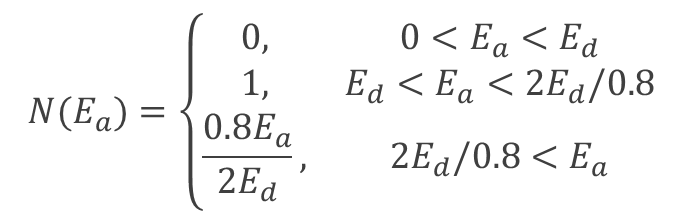 0, 0 < E_a < E_d
1, E_d < E_a < 2E_d/0.8
N(E_a) = { 0.8E_a / 2E_d , 2E_d/0.8 < E_a